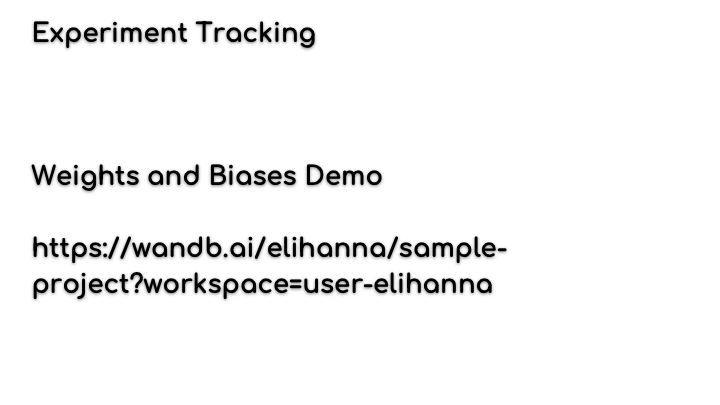 Experiment Tracking
Weights and Biases Demo
https://wandb.ai/elihanna/sample-
project?workspace=user-elihanna